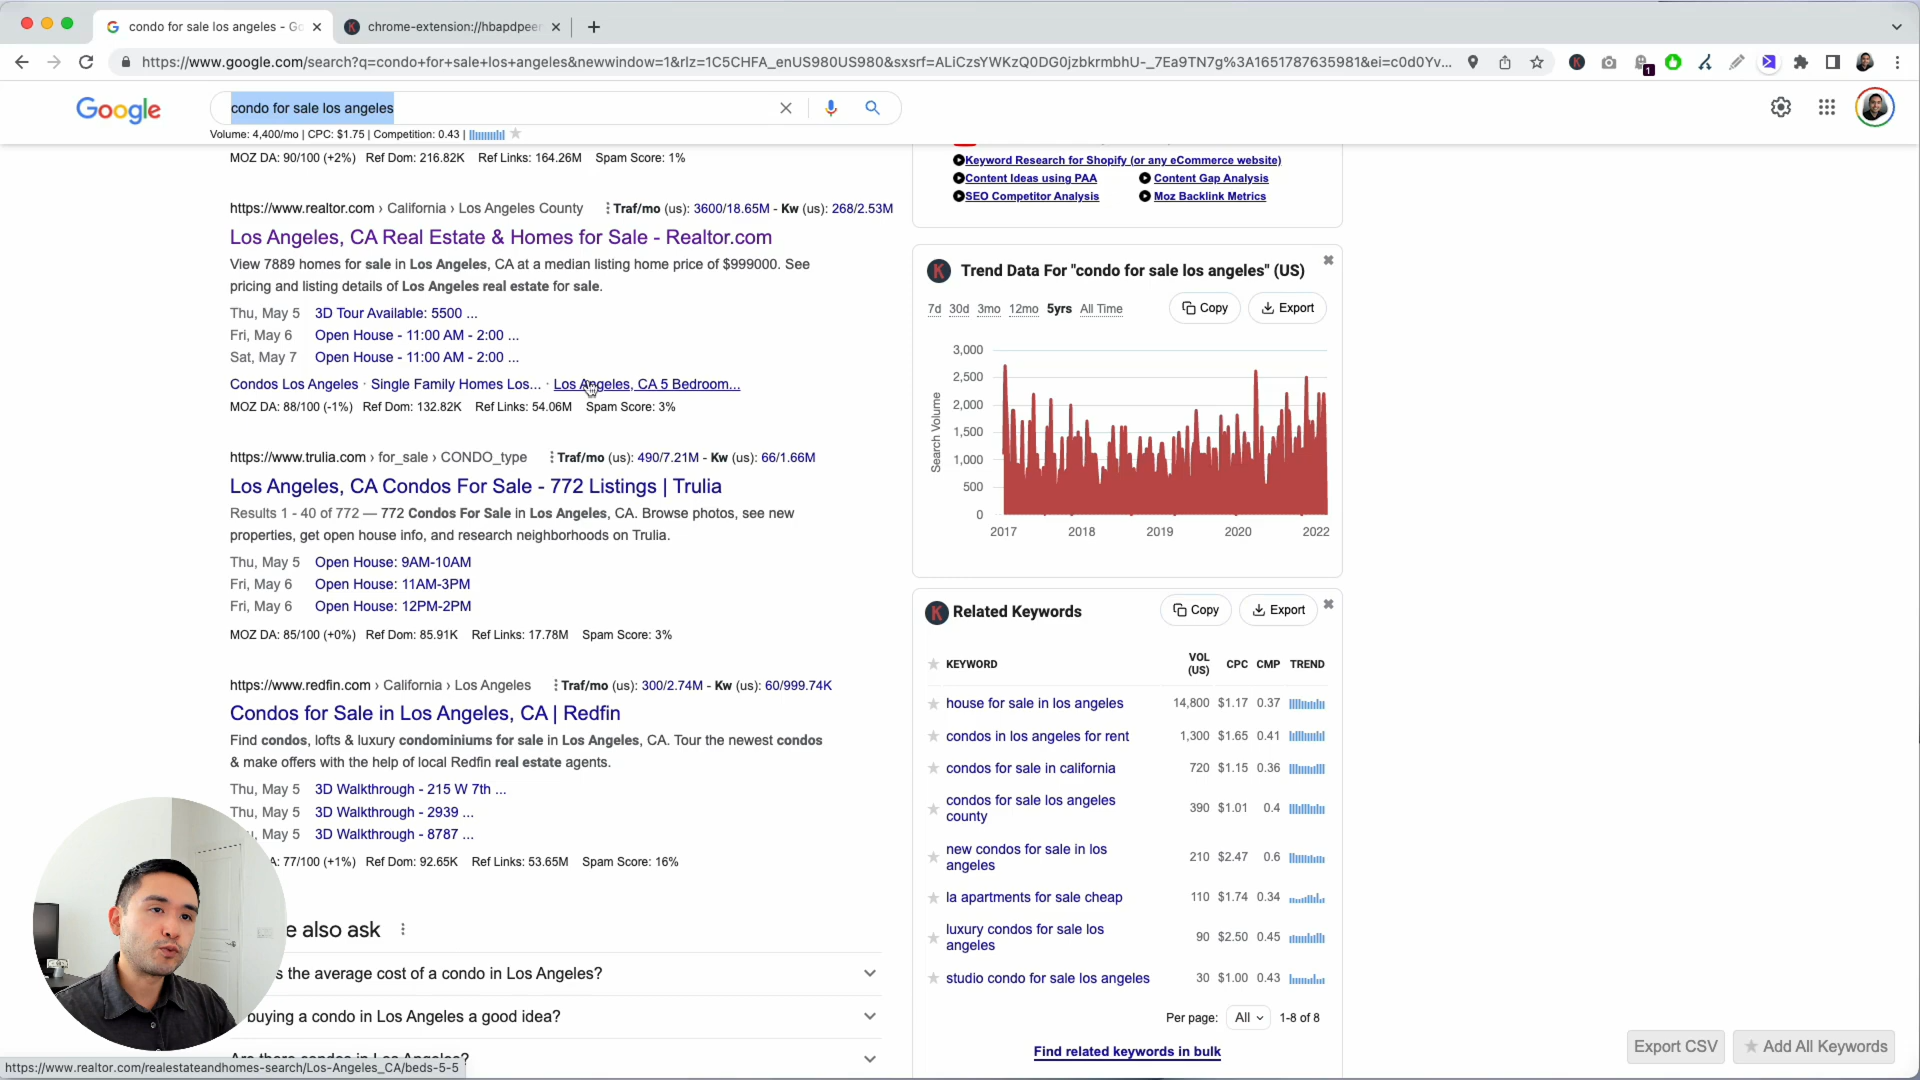 condo for sale los angeles - Go
chrome-extension://hbapdpeen
https://www.google.com/search?q=condo+for+sale+los+angeles&newwindow=1&rlz=1C5CHFA_enUS980US980&sxsrf=ALiCzsYWKzQ0DG0jzbkrmbhU-_7Ea9TN7g%3A1651787635981&ei=c0d0Yv...
1
Google
condo for sale los angeles
Volume: 4,400/mo | CPC: $1.75 | Competition: 0.43 |
MOZ DA: 90/100 (+2%) Ref Dom: 216.82K Ref Links: 164.26M Spam Score: 1%
https://www.realtor.com › California › Los Angeles County Traf/mo (us): 3600/18.65M - Kw (us): 268/2.53M
Los Angeles, CA Real Estate & Homes for Sale - Realtor.com
View 7889 homes for sale in Los Angeles, CA at a median listing home price of $999000. See
pricing and listing details of Los Angeles real estate for sale.
Thu, May 5 3D Tour Available: 5500 ...
Fri, May 6 Open House - 11:00 AM - 2:00 ...
Sat, May 7 Open House - 11:00 AM - 2:00 ...
Condos Los Angeles · Single Family Homes Los... · Los Angeles, CA 5 Bedroom...
MOZ DA: 88/100 (-1%) Ref Dom: 132.82K Ref Links: 54.06M Spam Score: 3%
https://www.trulia.com › for_sale › CONDO_type Traf/mo (us): 490/7.21M - Kw (us): 66/1.66M
Los Angeles, CA Condos For Sale - 772 Listings | Trulia
Results 1 - 40 of 772 — 772 Condos For Sale in Los Angeles, CA. Browse photos, see new
properties, get open house info, and research neighborhoods on Trulia.
Thu, May 5 Open House: 9AM-10AM
Fri, May 6 Open House: 11AM-3PM
Fri, May 6 Open House: 12PM-2PM
MOZ DA: 85/100 (+0%) Ref Dom: 85.91K Ref Links: 17.78M Spam Score: 3%
https://www.redfin.com › California › Los Angeles Traf/mo (us): 300/2.74M - Kw (us): 60/999.74K
Condos for Sale in Los Angeles, CA | Redfin
Find condos, lofts & luxury condominiums for sale in Los Angeles, CA. Tour the newest condos
& make offers with the help of local Redfin real estate agents.
Thu, May 5 3D Walkthrough - 215 W 7th ...
Thu, May 5 3D Walkthrough - 2939 ...
u, May 5 3D Walkthrough - 8787 ...
A: 77/100 (+1%) Ref Dom: 92.65K Ref Links: 53.65M Spam Score: 16%
e also ask
s the average cost of a condo in Los Angeles?
buying a condo in Los Angeles a good idea?
Are there condos in Los Angeles?
https://www.realtor.com/realestateandhomes-search/Los-Angeles_CA/beds-5-5
Keyword Research for Shopify (or any eCommerce website)
Content Ideas using PAA Content Gap Analysis
SEO Competitor Analysis Moz Backlink Metrics
K Trend Data For "condo for sale los angeles" (US)
7d 30d 3mo 12mo 5yrs All Time Copy Export
Search Volume
3,000
2,500
2,000
1,500
1,000
500
0
2017 2018 2019 2020 2022
K Related Keywords Copy Export
KEYWORD VOL (US) CPC CMP TREND
house for sale in los angeles 14,800 $1.17 0.37
condos in los angeles for rent 1,300 $1.65 0.41
condos for sale in california 720 $1.15 0.36
condos for sale los angeles county 390 $1.01 0.4
new condos for sale in los angeles 210 $2.47 0.6
la apartments for sale cheap 110 $1.74 0.34
luxury condos for sale los angeles 90 $2.50 0.45
studio condo for sale los angeles 30 $1.00 0.43
Per page: All 1-8 of 8
Find related keywords in bulk
Export CSV Add All Keywords